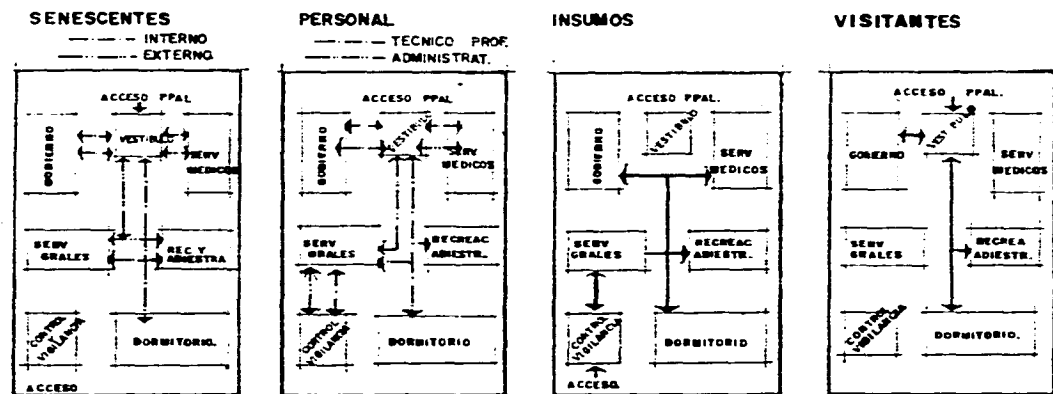 SENESCENTES
INTERNO
EXTERNO
ACCESO PPAL
GOBIERNO
VESTIBULO
SERV
MEDICOS
SERV
GRALES
REC Y
ADIESTRA
CONTROL
Y
VIGILANCIA
DORMITORIO.
ACCESO
PERSONAL
TECNICO PROF.
ADMINISTRAT.
ACCESO PPAL
GOBIERNO
VESTIBULO
SERV
MEDICOS
SERV
GRALES
RECREAC
ADIESTR.
CONTROL
VIGILANCIA
DORMITORIO
INSUMOS
ACCESO PPAL.
GOBIERNO
VESTIBULO
SERV
MEDICOS
SERV
GRALES
RECREAC
ADIESTR.
CONTROL
VIGILANCIA
DORMITORIO
ACCESO.
VISITANTES
ACCESO PPAL.
GOBIERNO
VESTIBULO
SERV
MEDICOS
SERV
GRALES
RECREA
ADIESTR.
CONTROL
VIGILANCIA
DORMITORIO.